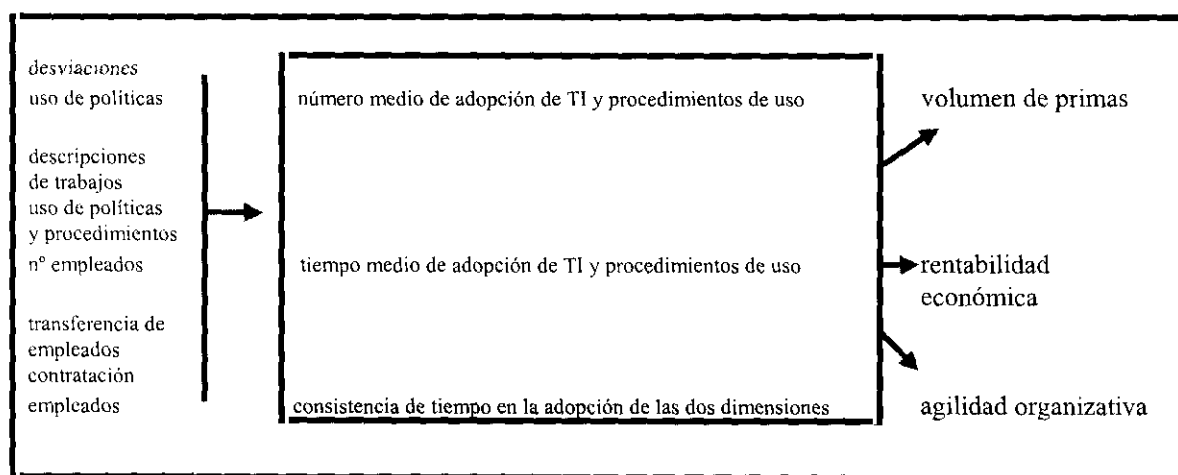 desviaciones
uso de políticas
descripciones
de trabajos
uso de políticas
y procedimientos
nº empleados
transferencia de
empleados
contratación
empleados
número medio de adopción de TI y procedimientos de uso
tiempo medio de adopción de TI y procedimientos de uso
consistencia de tiempo en la adopción de las dos dimensiones
volumen de primas
rentabilidad
económica
agilidad organizativa